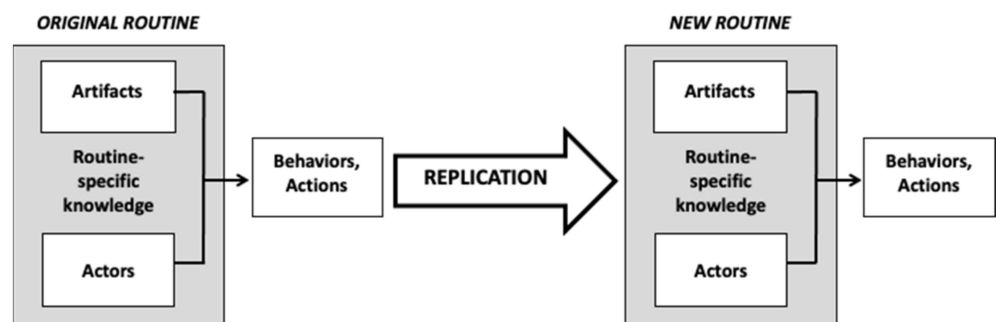 ORIGINAL ROUTINE
Artifacts
Routine-
specific
knowledge
Actors
Behaviors,
Actions
REPLICATION
NEW ROUTINE
Artifacts
Routine-
specific
knowledge
Actors
Behaviors,
Actions